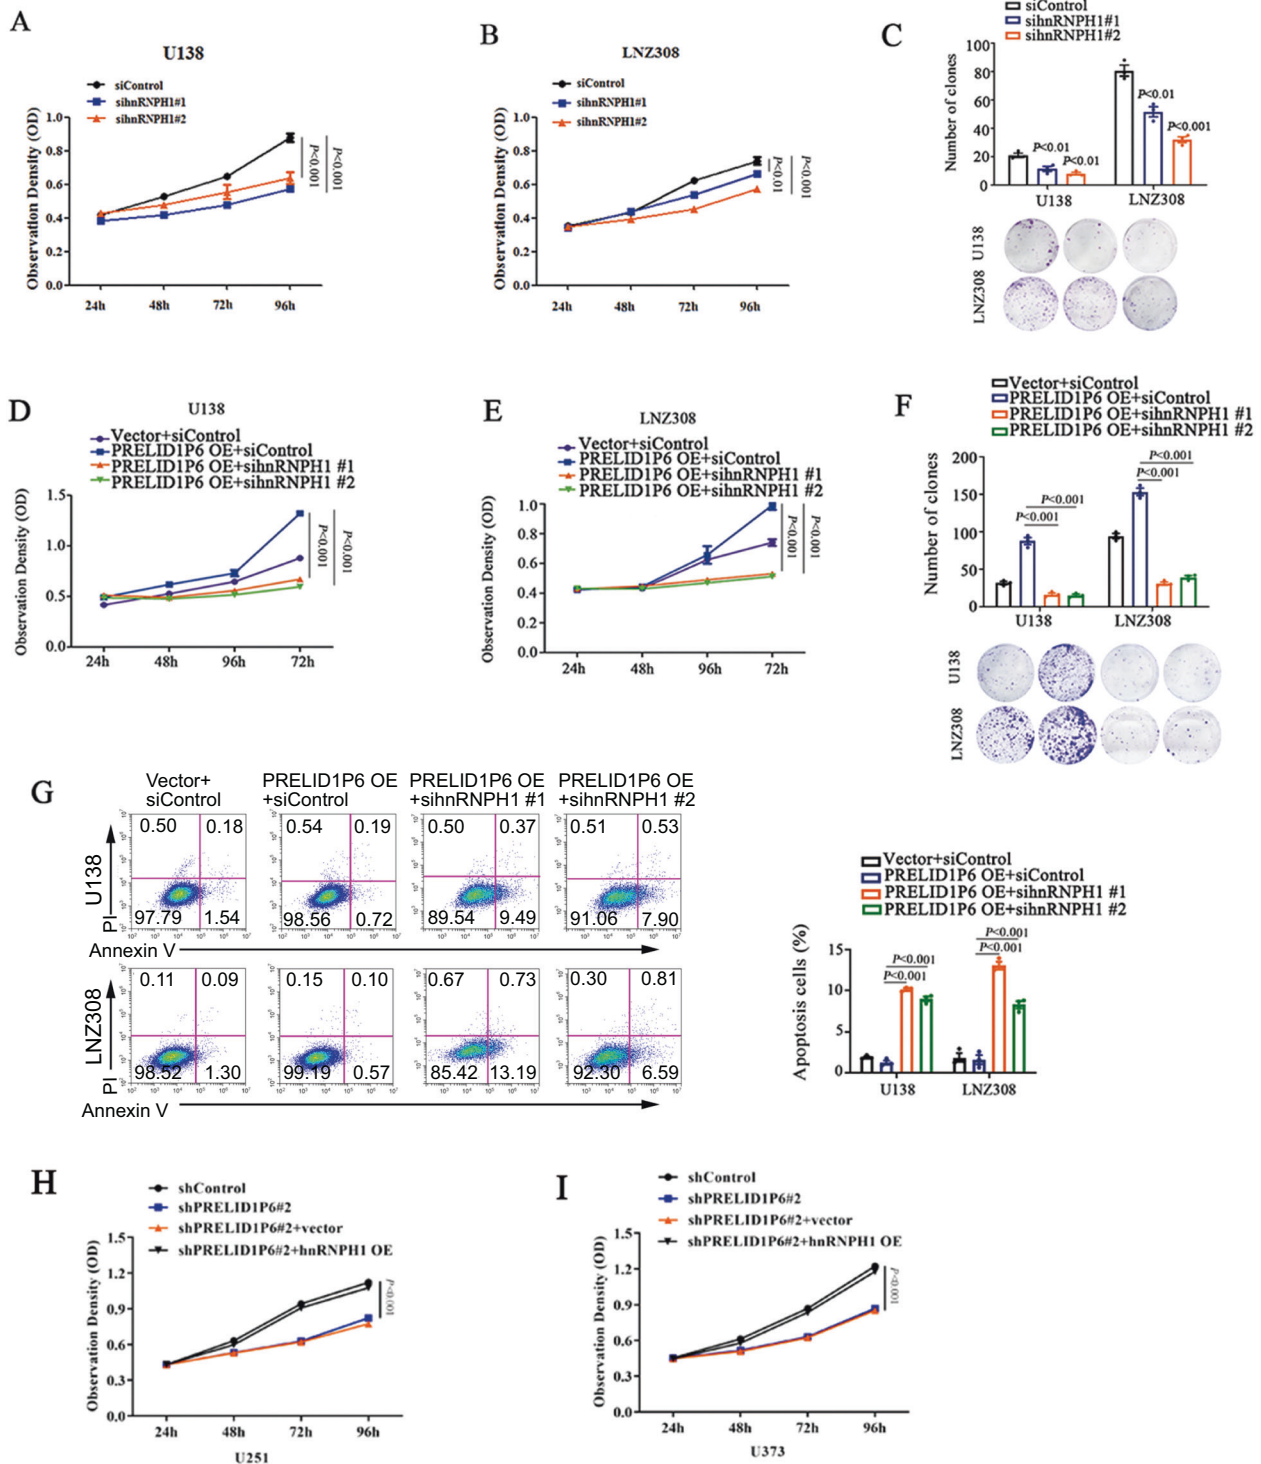 A
U138
siControl
sihnRNPH1#1
sihnRNPH1#2
Observation Density (OD)
1.0
0.8
0.6
0.4
0.2
0.0
24h 48h 72h 96h
P<0.001
P<0.001
B
LNZ308
siControl
sihnRNPH1#1
sihnRNPH1#2
Observation Density (OD)
1.0
0.8
0.6
0.4
0.2
0.0
24h 48h 72h 96h
P<0.01
P<0.001
C
siControl
sihnRNPH1#1
sihnRNPH1#2
Number of clones
100
80
60
40
20
0
P<0.01
P<0.01
P<0.01
P<0.001
U138 LNZ308
U138
LNZ308
D
U138
Vector+siControl
PRELID1P6 OE+siControl
PRELID1P6 OE+sihnRNPH1 #1
PRELID1P6 OE+sihnRNPH1 #2
Observation Density (OD)
1.5
1.0
0.5
0.0
24h 48h 96h 72h
P<0.001
P<0.001
E
LNZ308
Vector+siControl
PRELID1P6 OE+siControl
PRELID1P6 OE+sihnRNPH1 #1
PRELID1P6 OE+sihnRNPH1 #2
Observation Density (OD)
1.0
0.8
0.6
0.4
0.2
0.0
24h 48h 96h 72h
P<0.001
P<0.001
F
Vector+siControl
PRELID1P6 OE+siControl
PRELID1P6 OE+sihnRNPH1 #1
PRELID1P6 OE+sihnRNPH1 #2
Number of clones
200
150
100
50
0
P<0.001
P<0.001
P<0.001
P<0.001
U138 LNZ308
U138
LNZ308
G
Vector+
siControl
PRELID1P6 OE
+siControl
PRELID1P6 OE
+sihnRNPH1 #1
PRELID1P6 OE
+sihnRNPH1 #2
U138
PI
0.50 0.18
97.79 1.54
0.54 0.19
98.56 0.72
0.50 0.37
89.54 9.49
0.51 0.53
91.06 7.90
Annexin V
LNZ308
PI
0.11 0.09
98.52 1.30
0.15 0.10
99.19 0.57
0.67 0.73
85.42 13.19
0.30 0.81
92.30 6.59
Annexin V
Vector+siControl
PRELID1P6 OE+siControl
PRELID1P6 OE+sihnRNPH1 #1
PRELID1P6 OE+sihnRNPH1 #2
Apoptosis cells (%)
15
10
5
0
P<0.001
P<0.001
P<0.001
P<0.001
U138 LNZ308
H
shControl
shPRELID1P6#2
shPRELID1P6#2+vector
shPRELID1P6#2+hnRNPH1 OE
Observation Density (OD)
1.5
1.2
0.9
0.6
0.3
0.0
24h 48h 72h 96h
P<0.001
U251
I
shControl
shPRELID1P6#2
shPRELID1P6#2+vector
shPRELID1P6#2+hnRNPH1 OE
Observation Density (OD)
1.5
1.2
0.9
0.6
0.3
0.0
24h 48h 72h 96h
P<0.001
U373